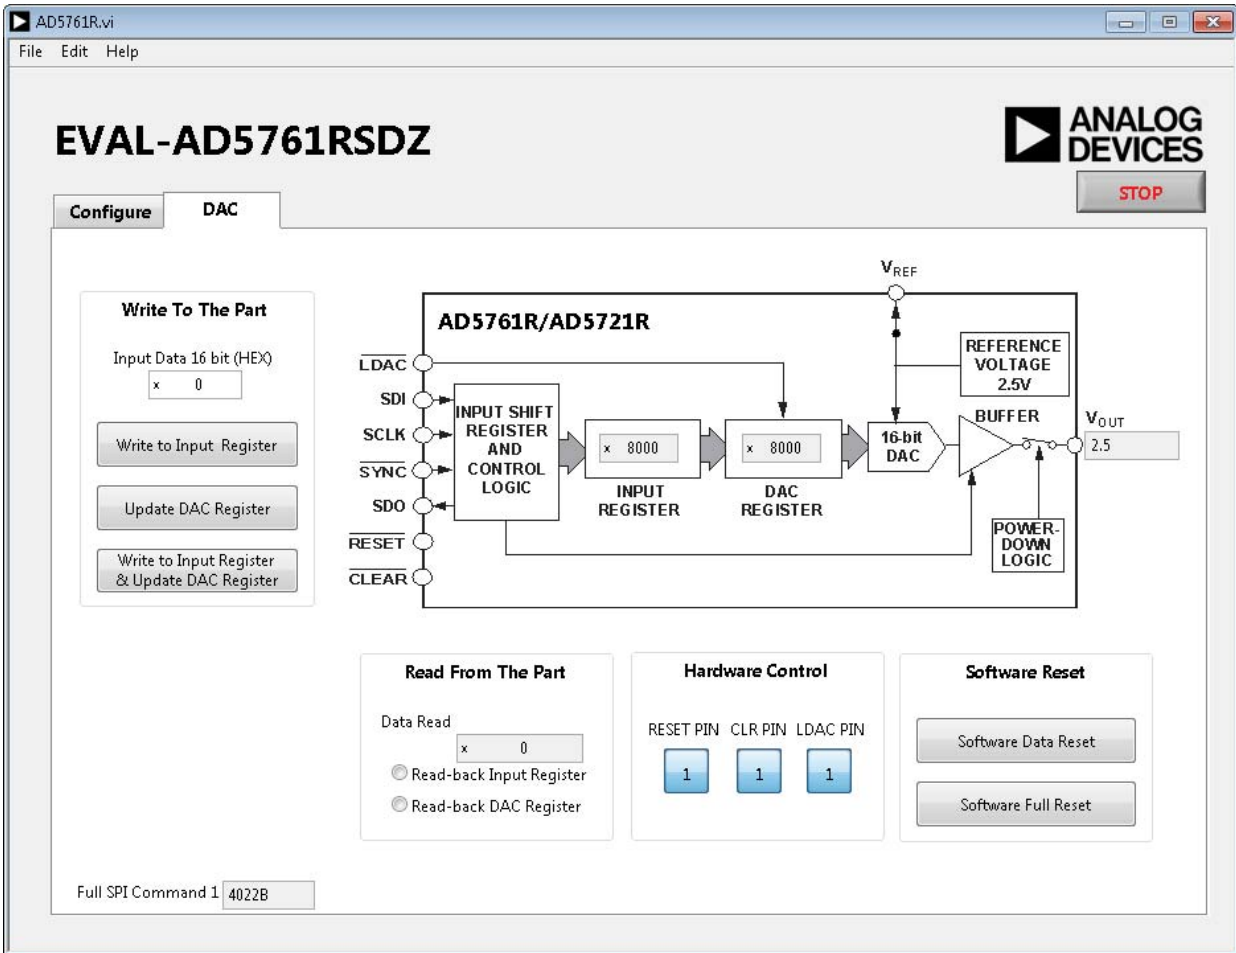 AD5761R.vi
File Edit Help
EVAL-AD5761RSDZ
ANALOG
DEVICES
STOP
Configure
DAC
Write To The Part
Input Data 16 bit (HEX)
x 0
Write to Input Register
Update DAC Register
Write to Input Register
& Update DAC Register
VREF
AD5761R/AD5721R
LDAC
SDI
SCLK
SYNC
SDO
RESET
CLEAR
INPUT SHIFT
REGISTER
AND
CONTROL
LOGIC
x 8000
INPUT
REGISTER
x 8000
DAC
REGISTER
16-bit
DAC
REFERENCE
VOLTAGE
2.5V
BUFFER
VOUT
2.5
POWER-
DOWN
LOGIC
Read From The Part
Data Read
x 0
Read-back Input Register
Read-back DAC Register
Hardware Control
RESET PIN CLR PIN LDAC PIN
1 1 1
Software Reset
Software Data Reset
Software Full Reset
Full SPI Command 1 4022B